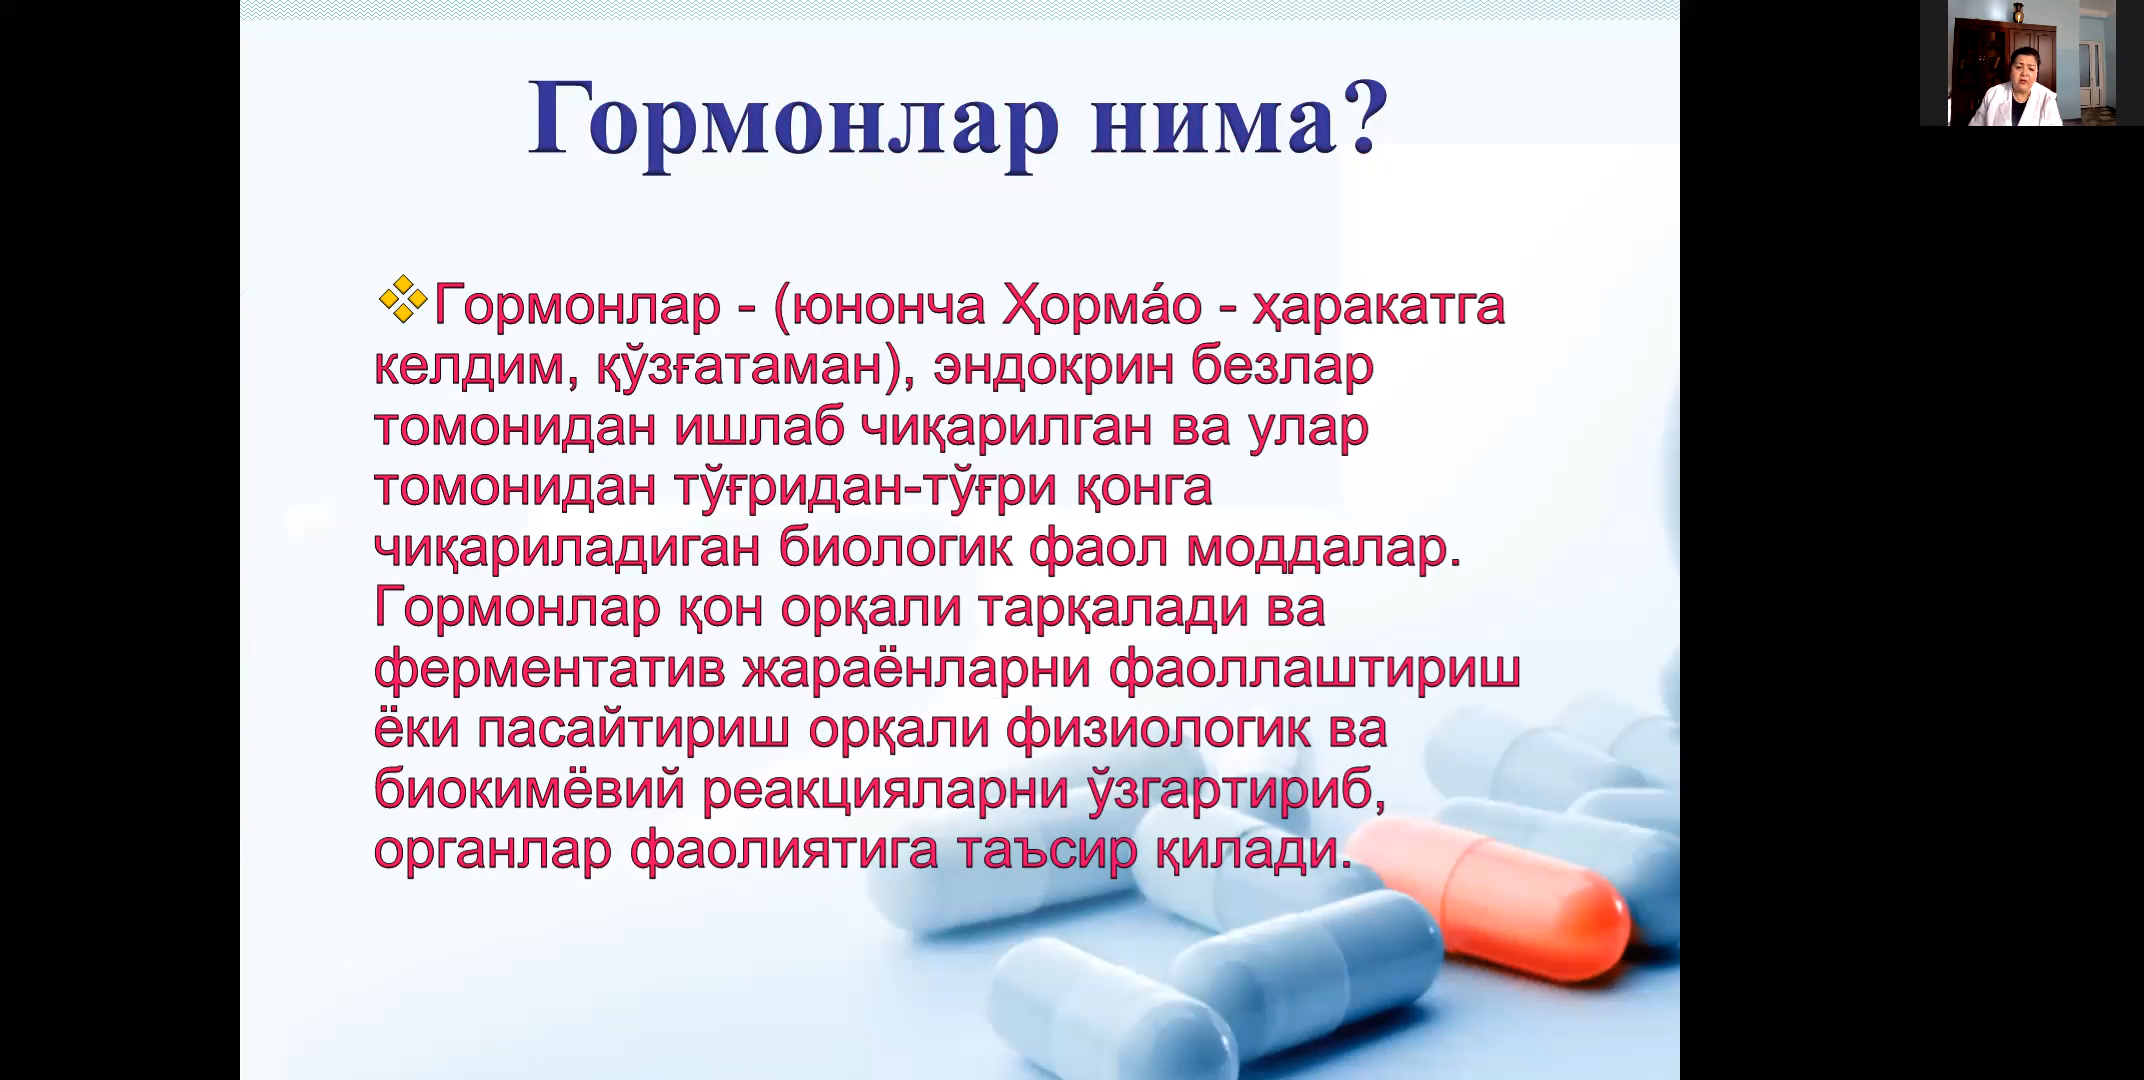 Гормонлар нима?
Гормонлар - (юнонча Ҳормáо - ҳаракатга
келдим, қўзғатаман), эндокрин безлар
томонидан ишлаб чиқарилган ва улар
томонидан тўғридан-тўғри қонга
чиқариладиган биологик фаол моддалар.
Гормонлар қон орқали тарқалади ва
ферментатив жараёнларни фаоллаштириш
ёки пасайтириш орқали физиологик ва
биокимёвий реакцияларни ўзгартириб,
органлар фаолиятига таъсир қилади.